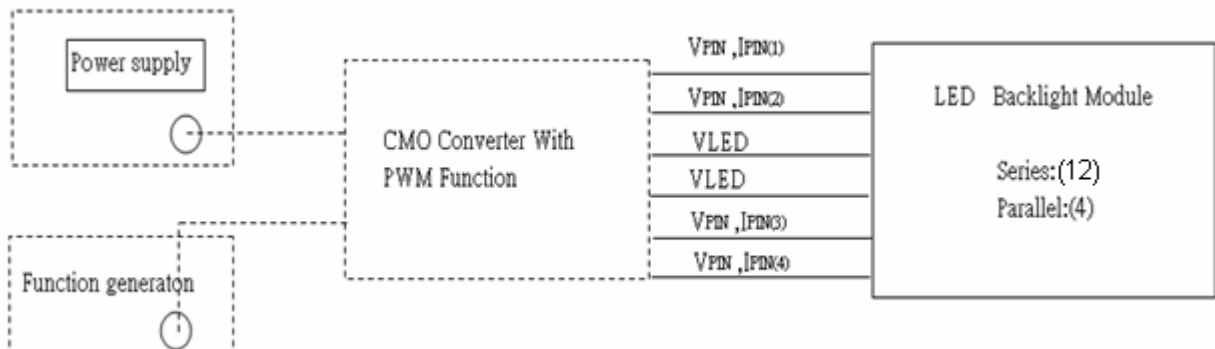 Power supply
CMO Converter With
PWM Function
Function generaton
VPIN ,IPIN(1)
VPIN ,IPIN(2)
VLED
VLED
VPIN ,IPIN(3)
VPIN ,IPIN(4)
LED Backlight Module
Series:(12)
Parallel:(4)